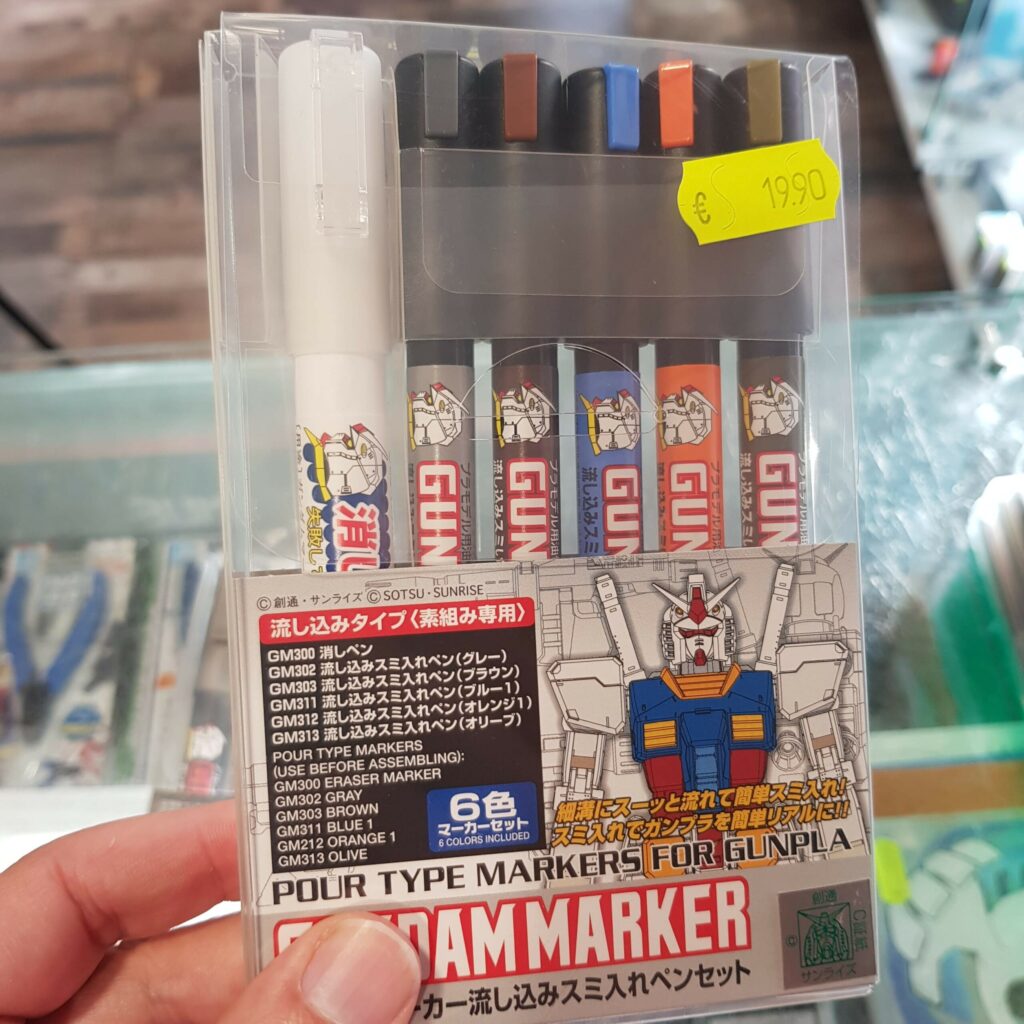 € 19.90
GUN
GUN
GUN
GUN
GUN
©創通・サンライズ ©SOTSU・SUNRISE
流し込みタイプ〈素組み専用〉
GM300 消しペン
GM302 流し込みスミ入れペン(グレー)
GM303 流し込みスミ入れペン(ブラウン)
GM311 流し込みスミ入れペン(ブルー1)
GM312 流し込みスミ入れペン(オレンジ1)
GM313 流し込みスミ入れペン(オリーブ)
POUR TYPE MARKERS
(USE BEFORE ASSEMBLING):
GM300 ERASER MARKER
GM302 GRAY
GM303 BROWN
GM311 BLUE 1
GM212 ORANGE 1
GM313 OLIVE
6色
マーカーセット
6 COLORS INCLUDED
細溝にスーッと流れて簡単スミ入れ!
スミ入れでガンプラを簡単リアルに!!
POUR TYPE MARKERS FOR GUNPLA
DAM MARKER
ーカー流し込みスミ入れペンセット
創通
©
サンライズ